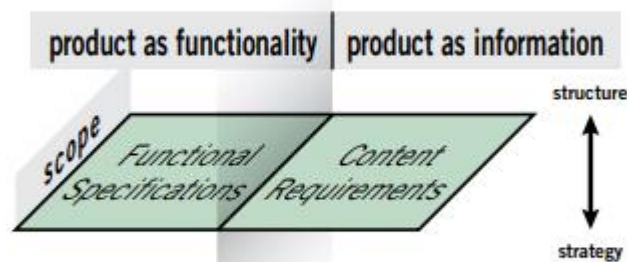 product as functionality
product as information
structure
scope
Functional
Specifications
Content
Requirements
strategy